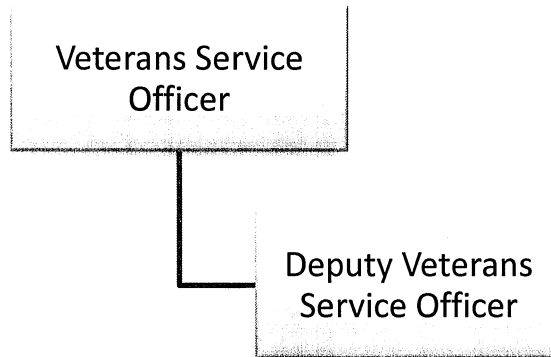 Veterans Service
Officer
Deputy Veterans
Service Officer